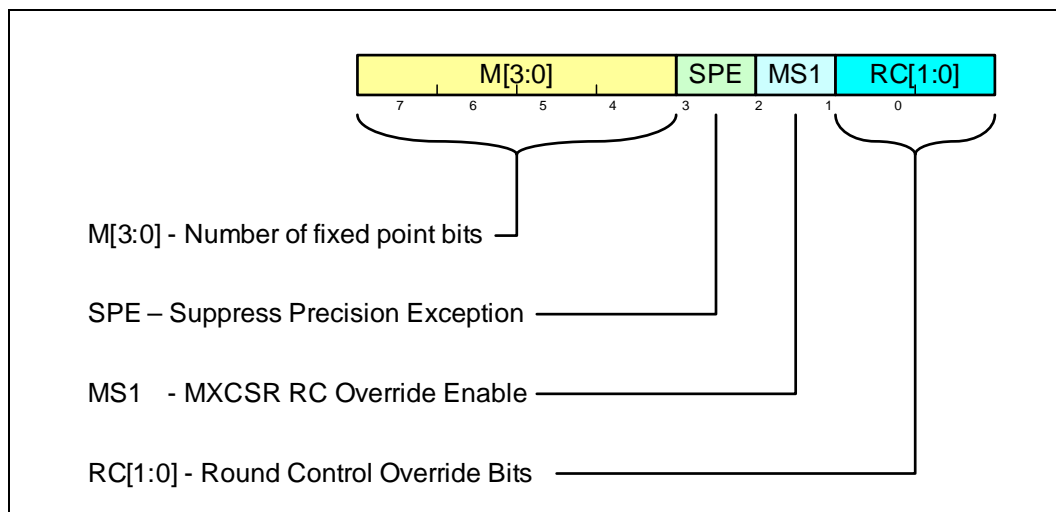 M[3:0] SPE MS1 RC[1:0]
7 6 5 4 3 2 1 0
M[3:0] - Number of fixed point bits
SPE – Suppress Precision Exception
MS1 - MXCSR RC Override Enable
RC[1:0] - Round Control Override Bits